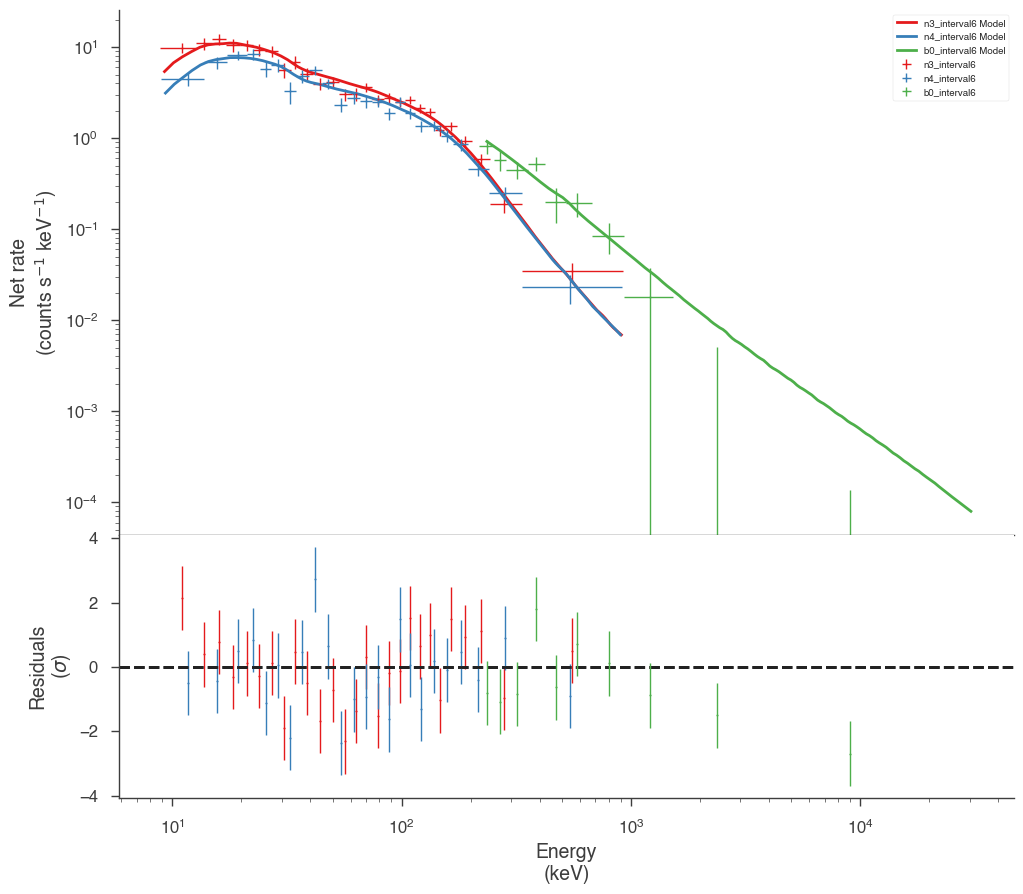 n3_interval6 Model
n4_interval6 Model
b0_interval6 Model
n3_interval6
n4_interval6
b0_interval6
Net rate
(counts s⁻¹ keV⁻¹)
10¹
10⁰
10⁻¹
10⁻²
10⁻³
10⁻⁴
Residuals
(σ)
4
2
0
−2
−4
10¹ 10² 10³ 10⁴
Energy
(keV)